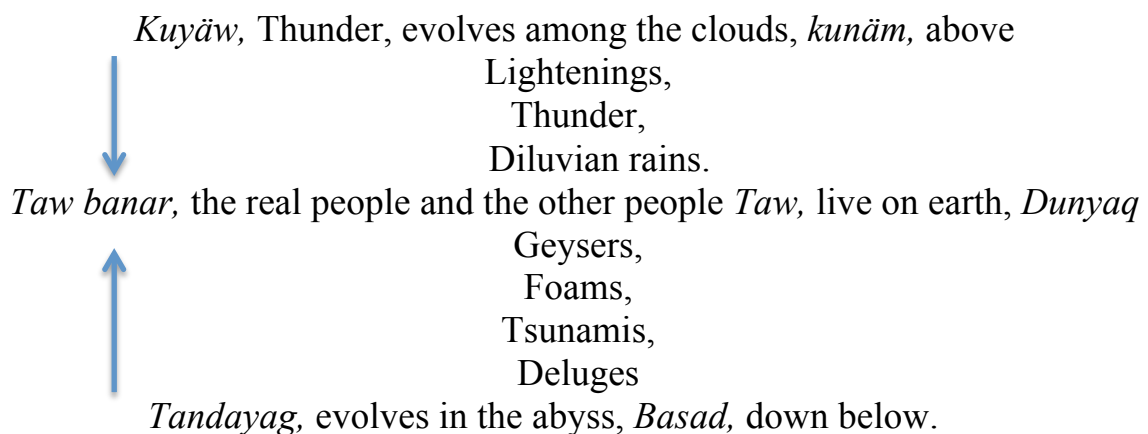 Kuyäw, Thunder, evolves among the clouds, kunäm, above
Lightenings,
Thunder,
Diluvian rains.
Taw banar, the real people and the other people Taw, live on earth, Dunyaq
Geysers,
Foams,
Tsunamis,
Deluges
Tandayag, evolves in the abyss, Basad, down below.